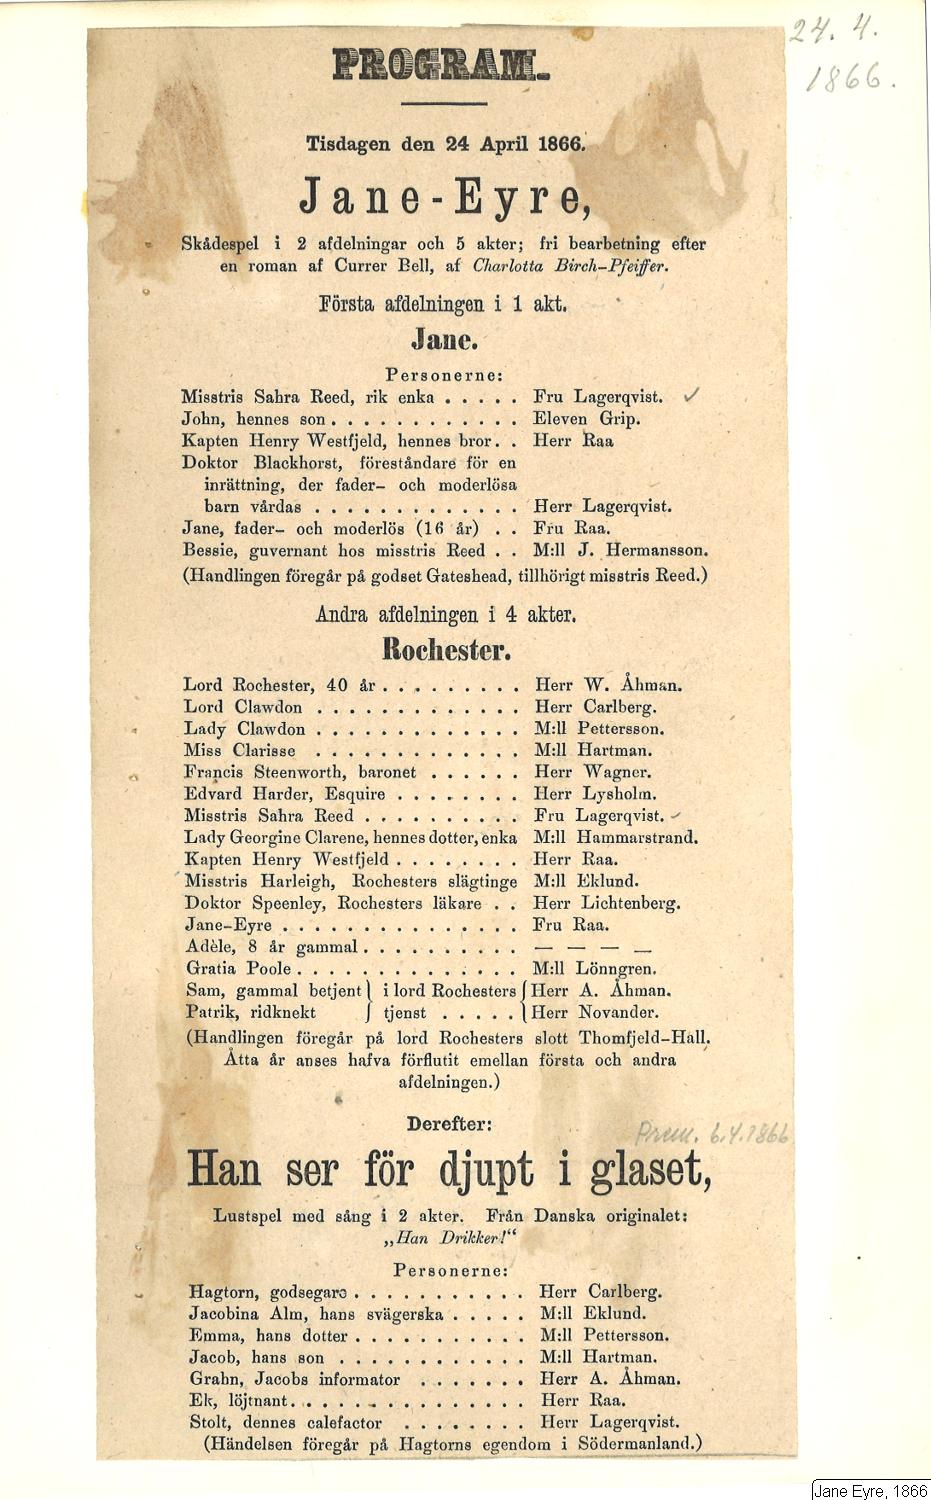 24. 4.
1866.
PROGRAM.
Tisdagen den 24 April 1866.
Jane-Eyre,
Skådespel i 2 afdelningar och 5 akter; fri bearbetning efter
en roman af Currer Bell, af Charlotta Birch-Pfeiffer.
Första afdelningen i 1 akt.
Jane.
Personerne:
Misstris Sahra Reed, rik enka . . . . . Fru Lagerqvist. ✓
John, hennes son . . . . . . . . . . . . Eleven Grip.
Kapten Henry Westfjeld, hennes bror. . Herr Raa
Doktor Blackhorst, föreståndare för en
inrättning, der fader- och moderlösa
barn vårdas . . . . . . . . . . . . . Herr Lagerqvist.
Jane, fader- och moderlös (16 år) . . Fru Raa.
Bessie, guvernant hos misstris Reed . . M:ll J. Hermansson.
(Handlingen föregår på godset Gateshead, tillhörigt misstris Reed.)
Andra afdelningen i 4 akter.
Rochester.
Lord Rochester, 40 år . . . . . . . . . Herr W. Åhman.
Lord Clawdon . . . . . . . . . . . . . Herr Carlberg.
Lady Clawdon . . . . . . . . . . . . . M:ll Pettersson.
Miss Clarisse . . . . . . . . . . . . . M:ll Hartman.
Francis Steenworth, baronet . . . . . . Herr Wagner.
Edvard Harder, Esquire . . . . . . . . Herr Lysholm.
Misstris Sahra Reed . . . . . . . . . . Fru Lagerqvist. ✓
Lady Georgine Clarene, hennes dotter, enka M:ll Hammarstrand.
Kapten Henry Westfjeld . . . . . . . . Herr Raa.
Misstris Harleigh, Rochesters slägtinge M:ll Eklund.
Doktor Speenley, Rochesters läkare . . Herr Lichtenberg.
Jane-Eyre . . . . . . . . . . . . . . . Fru Raa.
Adèle, 8 år gammal . . . . . . . . . . — — — —
Gratia Poole . . . . . . . . . . . . . . M:ll Lönngren.
Sam, gammal betjent } i lord Rochesters { Herr A. Åhman.
Patrik, ridknekt } tjenst . . . . . { Herr Novander.
(Handlingen föregår på lord Rochesters slott Thomfjeld-Hall.
Åtta år anses hafva förflutit emellan första och andra
afdelningen.)
Derefter:
Prem. 6.4.1866
Han ser för djupt i glaset,
Lustspel med sång i 2 akter. Från Danska originalet:
„Han Drikker!“
Personerne:
Hagtorn, godsegare . . . . . . . . . . . Herr Carlberg.
Jacobina Alm, hans svägerska . . . . . M:ll Eklund.
Emma, hans dotter . . . . . . . . . . . M:ll Pettersson.
Jacob, hans son . . . . . . . . . . . . M:ll Hartman.
Grahn, Jacobs informator . . . . . . . Herr A. Åhman.
Ek, löjtnant. . . . . . . . . . . . . . . Herr Raa.
Stolt, dennes calefactor . . . . . . . . Herr Lagerqvist.
(Händelsen föregår på Hagtorns egendom i Södermanland.)
Jane Eyre, 1866